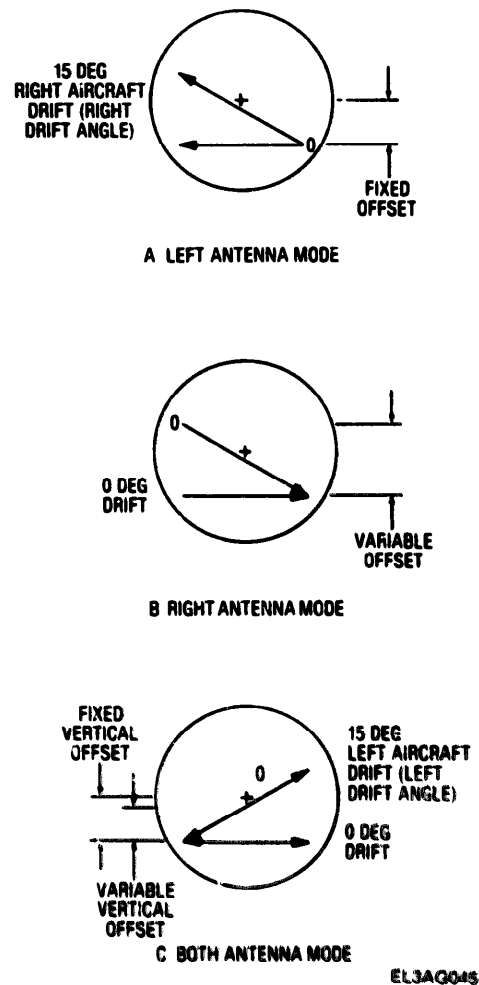 15 DEG
RIGHT AIRCRAFT
DRIFT (RIGHT
DRIFT ANGLE)
0
FIXED
OFFSET
A LEFT ANTENNA MODE
0
0 DEG
DRIFT
VARIABLE
OFFSET
B RIGHT ANTENNA MODE
FIXED
VERTICAL
OFFSET
0
15 DEG
LEFT AIRCRAFT
DRIFT (LEFT
DRIFT ANGLE)
0 DEG
DRIFT
VARIABLE
VERTICAL
OFFSET
C BOTH ANTENNA MODE
EL3AQ045